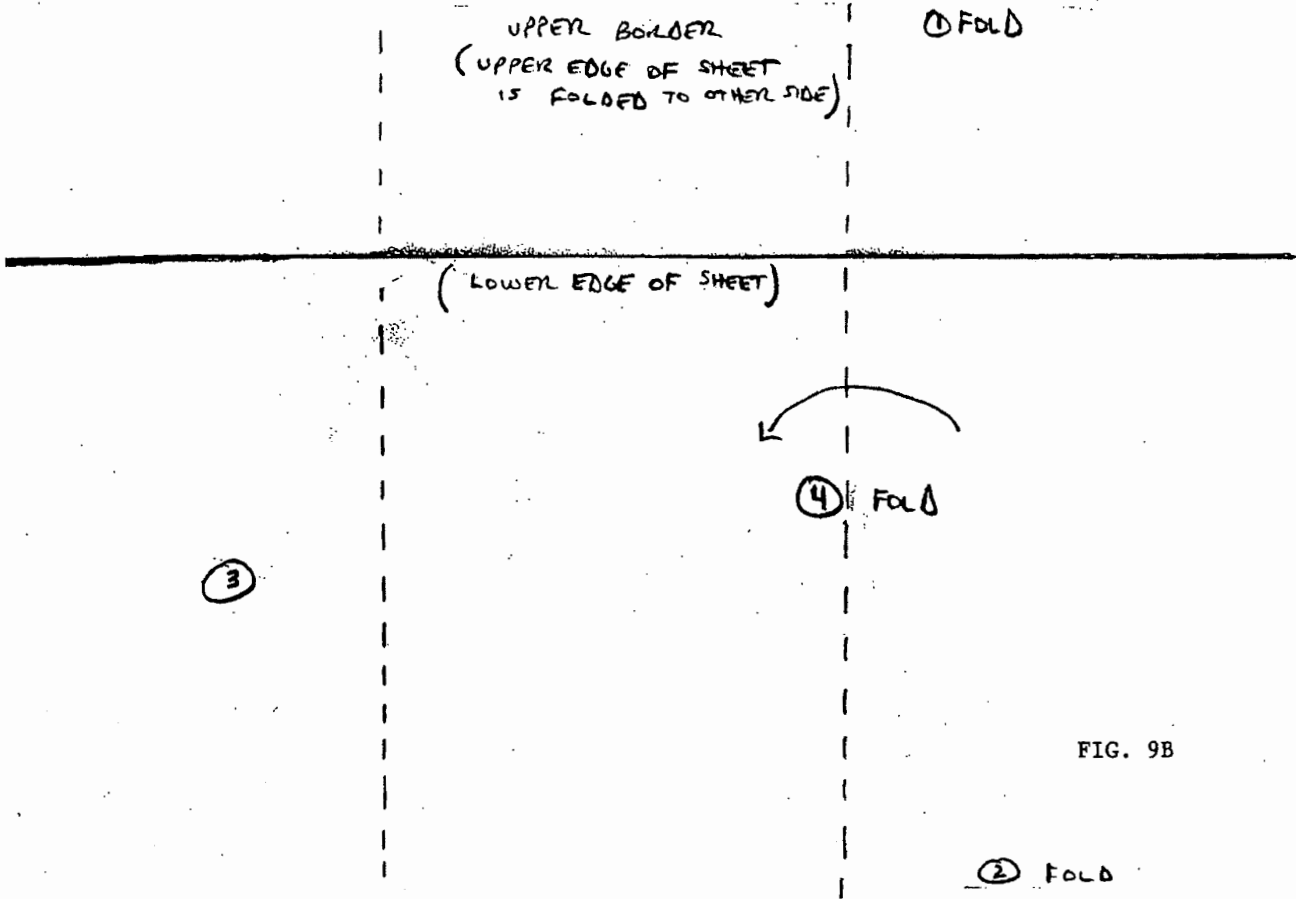 ① FOLD
UPPER BORDER
(UPPER EDGE OF SHEET
IS FOLDED TO OTHER SIDE)
(LOWER EDGE OF SHEET)
④ FOLD
③
FIG. 9B
② FOLD